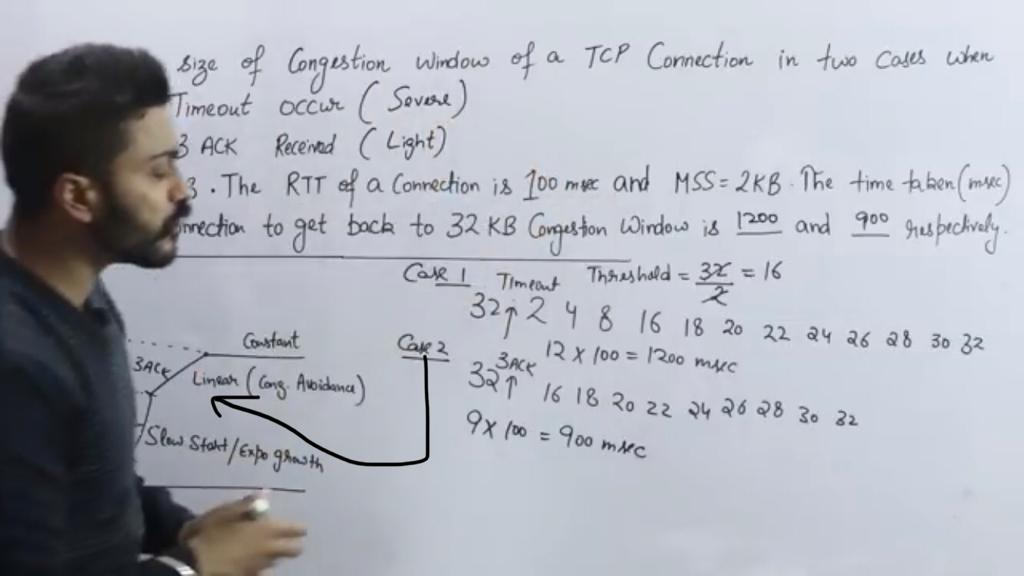 size of Congestion Window of a TCP Connection in two cases when
Timeout occur (Severe)
3 ACK Received (Light)
3. The RTT of a Connection is 100 msec and MSS = 2KB. The time taken (msec)
nnection to get back to 32 KB Congestion Window is 1200 and 900 respectively.
Case 1 Timeout Threshold = 32/2 = 16
32↑ 2 4 8 16 18 20 22 24 26 28 30 32
12 × 100 = 1200 msec
Case 2 3ACK
32↑ 16 18 20 22 24 26 28 30 32
9 × 100 = 900 msec
Constant
3ACK
Linear (Cong. Avoidance)
Slow Start/Expo growth